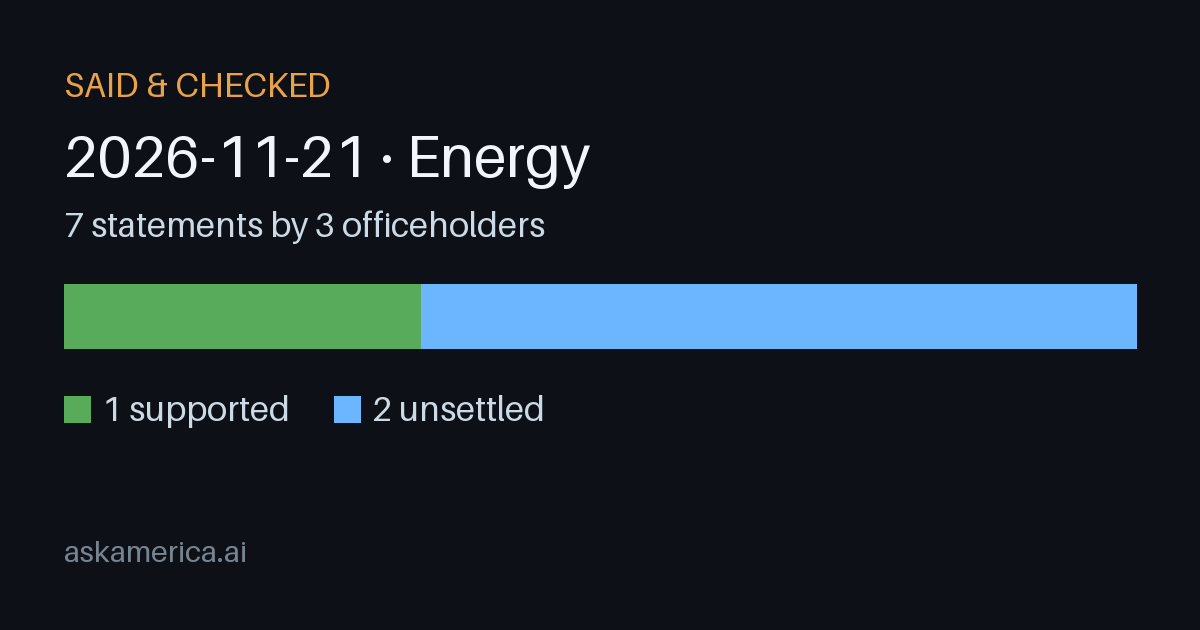 SAID & CHECKED
2026-11-21 · Energy
7 statements by 3 officeholders
1 supported
2 unsettled
askamerica.ai